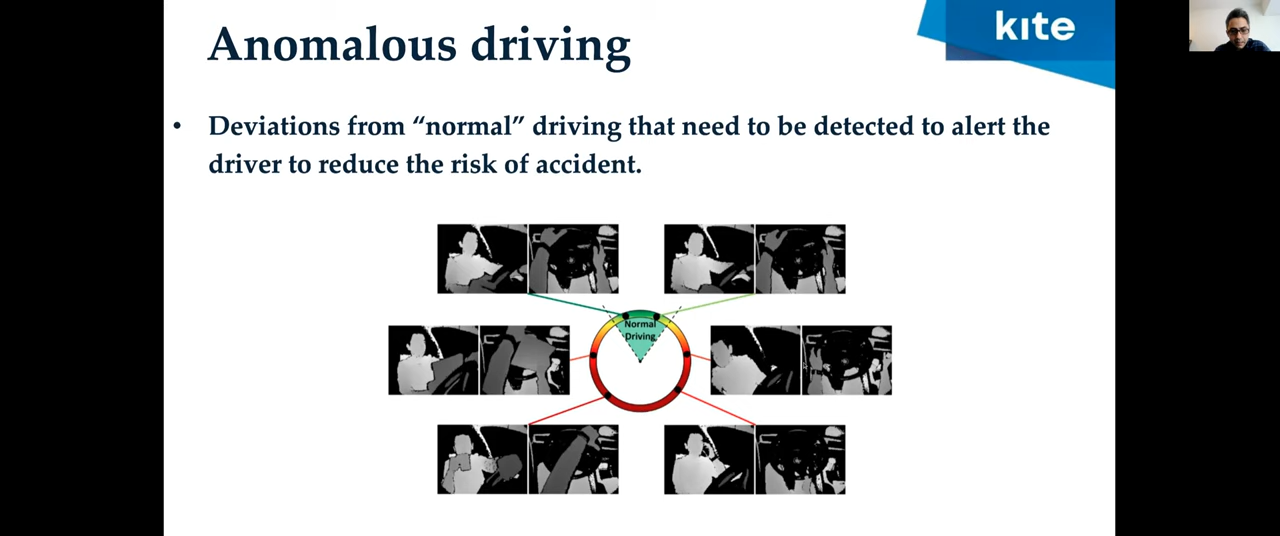 Anomalous driving
kite
• Deviations from “normal” driving that need to be detected to alert the
driver to reduce the risk of accident.
Normal
Driving